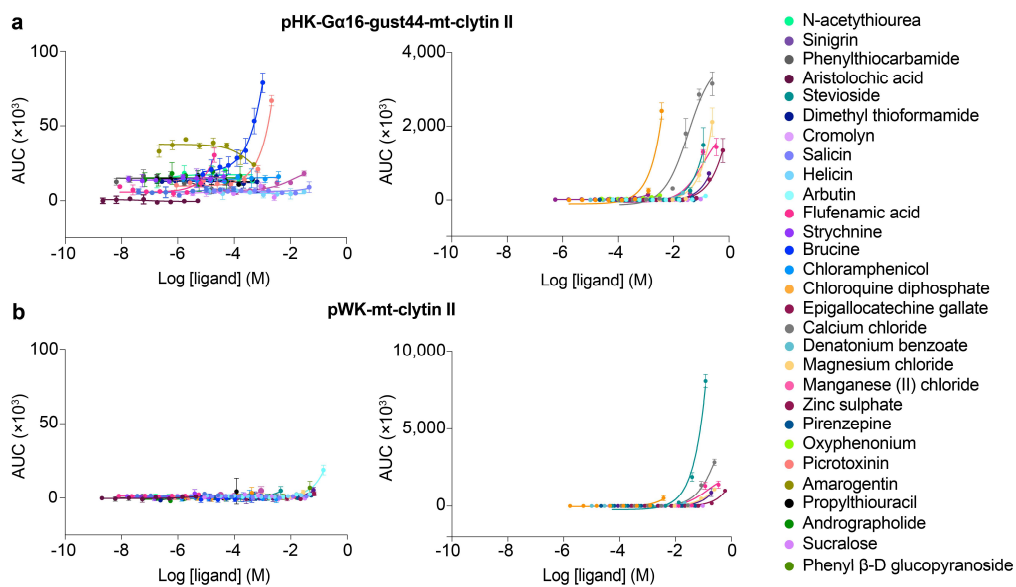 a
pHK-Gα16-gust44-mt-clytin II
100
50
0
AUC (×10³)
-10 -8 -6 -4 -2 0
Log [ligand] (M)
4,000
2,000
0
AUC (×10³)
-10 -8 -6 -4 -2 0
Log [ligand] (M)
b
pWK-mt-clytin II
100
50
0
AUC (×10³)
-10 -8 -6 -4 -2 0
Log [ligand] (M)
10,000
5,000
0
AUC (×10³)
-10 -8 -6 -4 -2 0
Log [ligand] (M)
N-acetythiourea
Sinigrin
Phenylthiocarbamide
Aristolochic acid
Stevioside
Dimethyl thioformamide
Cromolyn
Salicin
Helicin
Arbutin
Flufenamic acid
Strychnine
Brucine
Chloramphenicol
Chloroquine diphosphate
Epigallocatechine gallate
Calcium chloride
Denatonium benzoate
Magnesium chloride
Manganese (II) chloride
Zinc sulphate
Pirenzepine
Oxyphenonium
Picrotoxinin
Amarogentin
Propylthiouracil
Andrographolide
Sucralose
Phenyl β-D glucopyranoside